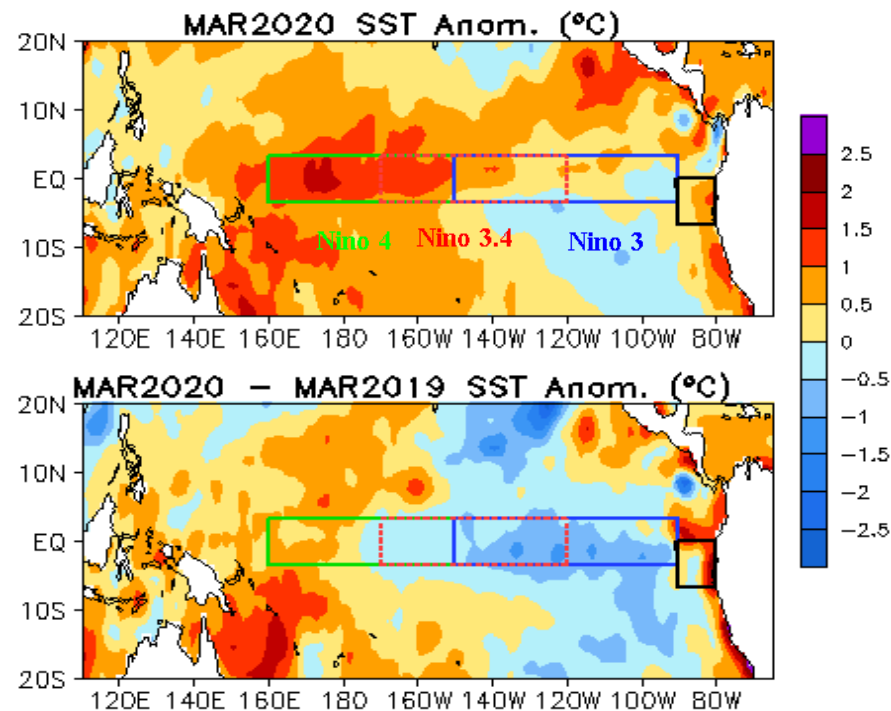 MAR2020 SST Anom. (ºC)
20N
10N
EQ
10S
20S
Nino 4
Nino 3.4
Nino 3
120E 140E 160E 180 160W 140W 120W 100W 80W
MAR2020 – MAR2019 SST Anom. (ºC)
20N
10N
EQ
10S
20S
120E 140E 160E 180 160W 140W 120W 100W 80W
2.5
2
1.5
1
0.5
0
−0.5
−1
−1.5
−2
−2.5